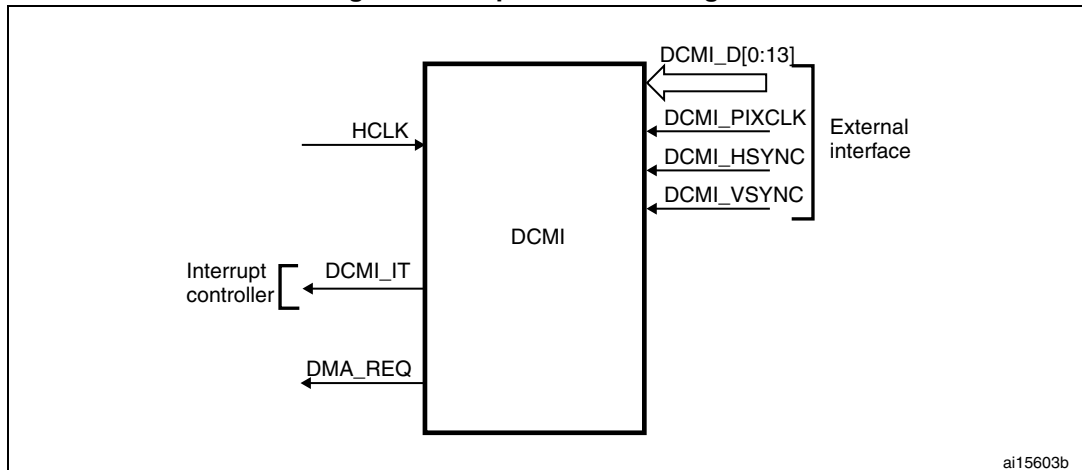 DCMI_D[0:13]
DCMI_PIXCLK
HCLK
External
interface
DCMI_HSYNC
DCMI_VSYNC
DCMI
Interrupt
controller
DCMI_IT
DMA_REQ
ai15603b